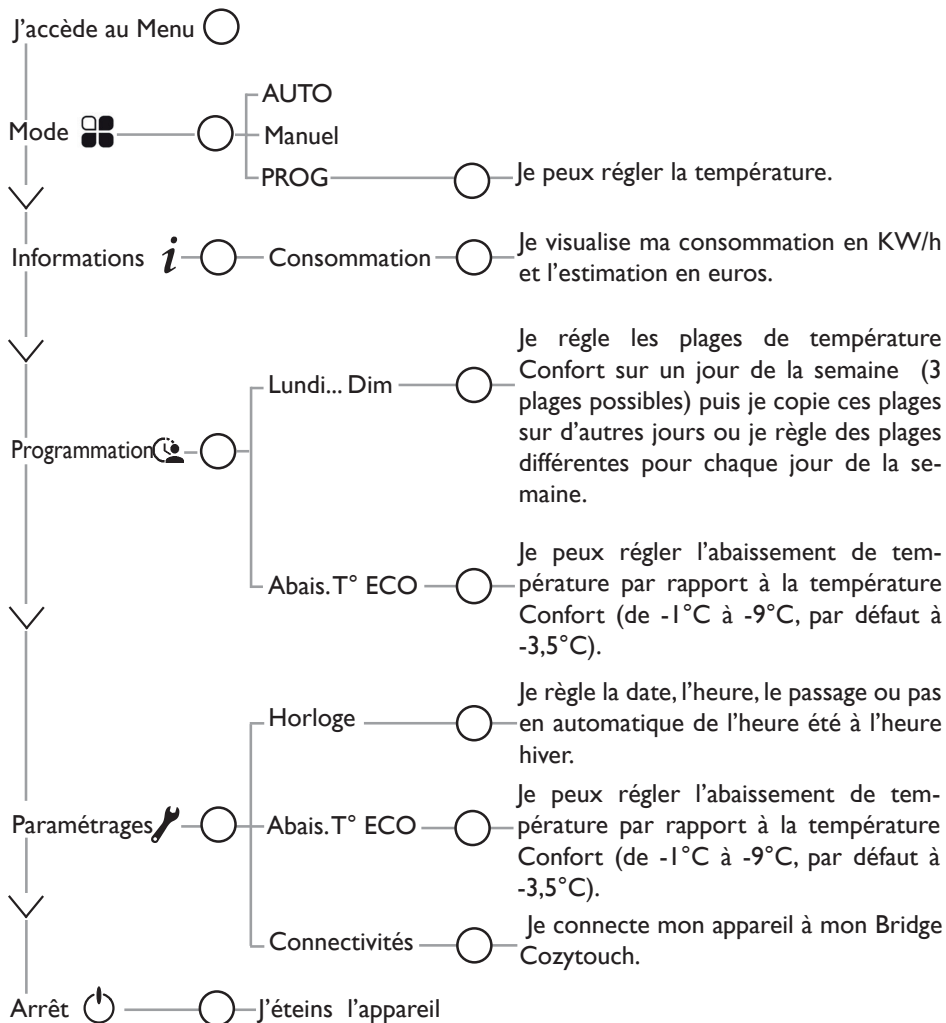 J'accède au Menu
Mode
AUTO
Manuel
PROG
Je peux régler la température.
Informations i
Consommation
Je visualise ma consommation en KW/h
et l'estimation en euros.
Programmation
Lundi... Dim
Je régle les plages de température
Confort sur un jour de la semaine (3
plages possibles) puis je copie ces plages
sur d'autres jours ou je règle des plages
différentes pour chaque jour de la se-
maine.
Abais.T° ECO
Je peux régler l'abaissement de tem-
pérature par rapport à la température
Confort (de -1°C à -9°C, par défaut à
-3,5°C).
Paramétrages
Horloge
Je règle la date, l'heure, le passage ou pas
en automatique de l'heure été à l'heure
hiver.
Abais.T° ECO
Je peux régler l'abaissement de tem-
pérature par rapport à la température
Confort (de -1°C à -9°C, par défaut à
-3,5°C).
Connectivités
Je connecte mon appareil à mon Bridge
Cozytouch.
Arrêt
J'éteins l'appareil